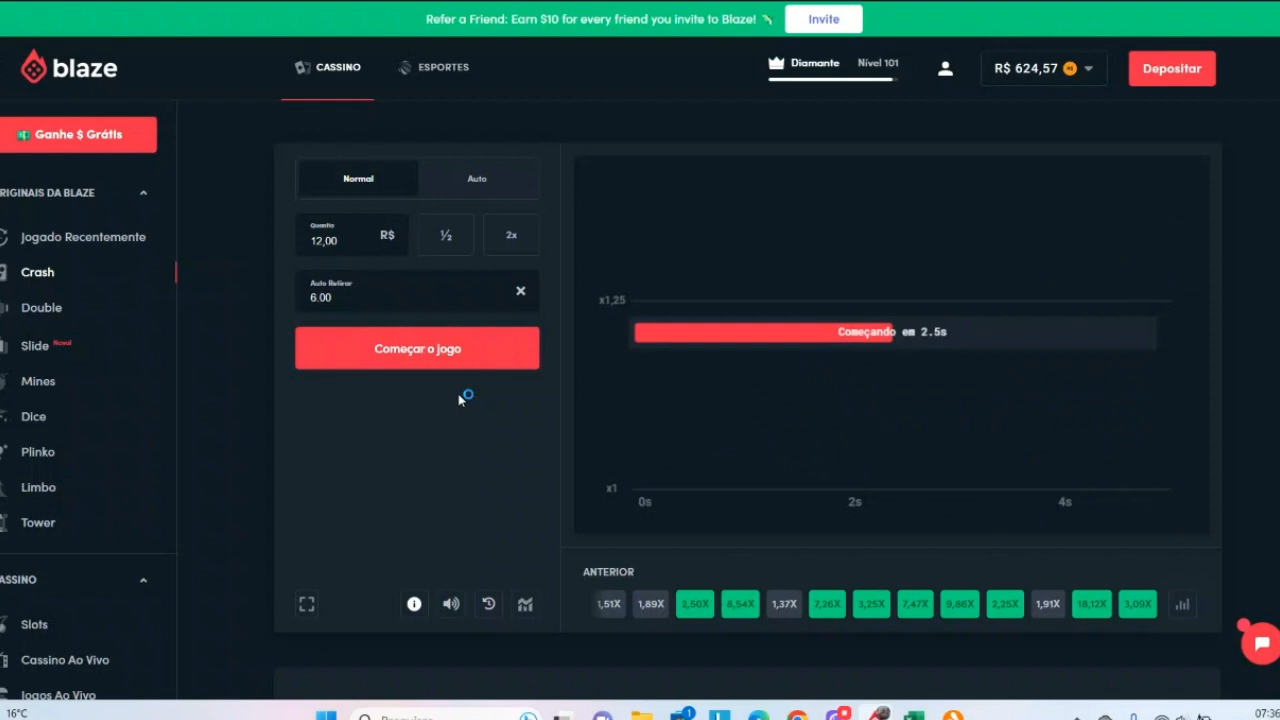 Refer a Friend: Earn $10 for every friend you invite to Blaze!
Invite
blaze
CASSINO
ESPORTES
Diamante
Nível 101
R$ 624,57
Depositar
Ganhe $ Grátis
RIGINAIS DA BLAZE
Jogado Recentemente
Crash
Double
Slide Nova!
Mines
Dice
Plinko
Limbo
Tower
ASSINO
Slots
Cassino Ao Vivo
Jogos Ao Vivo
Normal
Auto
Quantia
12,00
R$
½
2x
Auto Retirar
6.00
Começar o jogo
x1,25
Começando em 2.5s
x1
0s
2s
4s
ANTERIOR
1,51X
1,89X
2,50X
8,54X
1,37X
7,26X
3,25X
7,47X
9,86X
2,25X
1,91X
18,12X
3,09X
16°C
Pesquisa
1
07:36